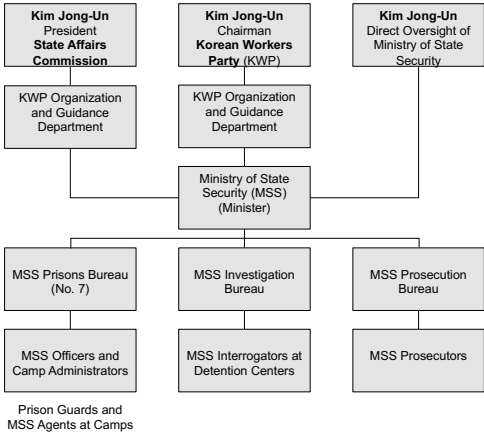 Kim Jong-Un
President
State Affairs
Commission
Kim Jong-Un
Chairman
Korean Workers
Party (KWP)
Kim Jong-Un
Direct Oversight of
Ministry of State
Security
KWP Organization
and Guidance
Department
KWP Organization
and Guidance
Department
Ministry of State
Security (MSS)
(Minister)
MSS Prisons Bureau
(No. 7)
MSS Investigation
Bureau
MSS Prosecution
Bureau
MSS Officers and
Camp Administrators
MSS Interrogators at
Detention Centers
MSS Prosecutors
Prison Guards and
MSS Agents at Camps